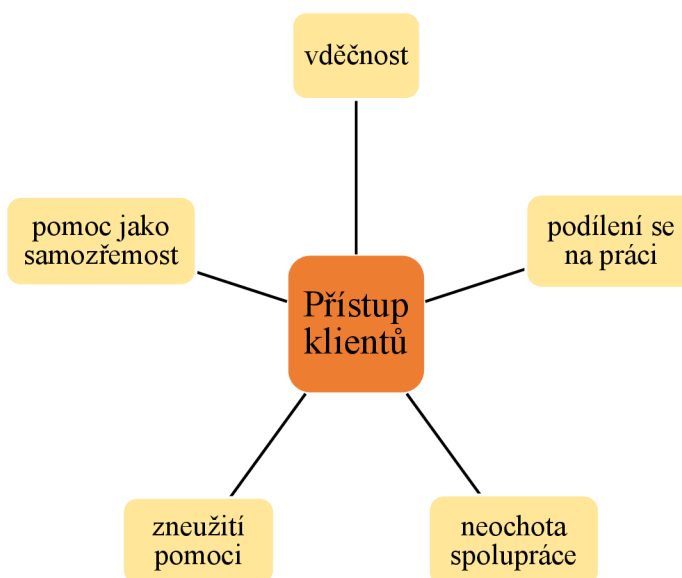 vděčnost
pomoc jako
samozřemost
podílení se
na práci
Přístup
klientů
zneužití
pomoci
neochota
spolupráce